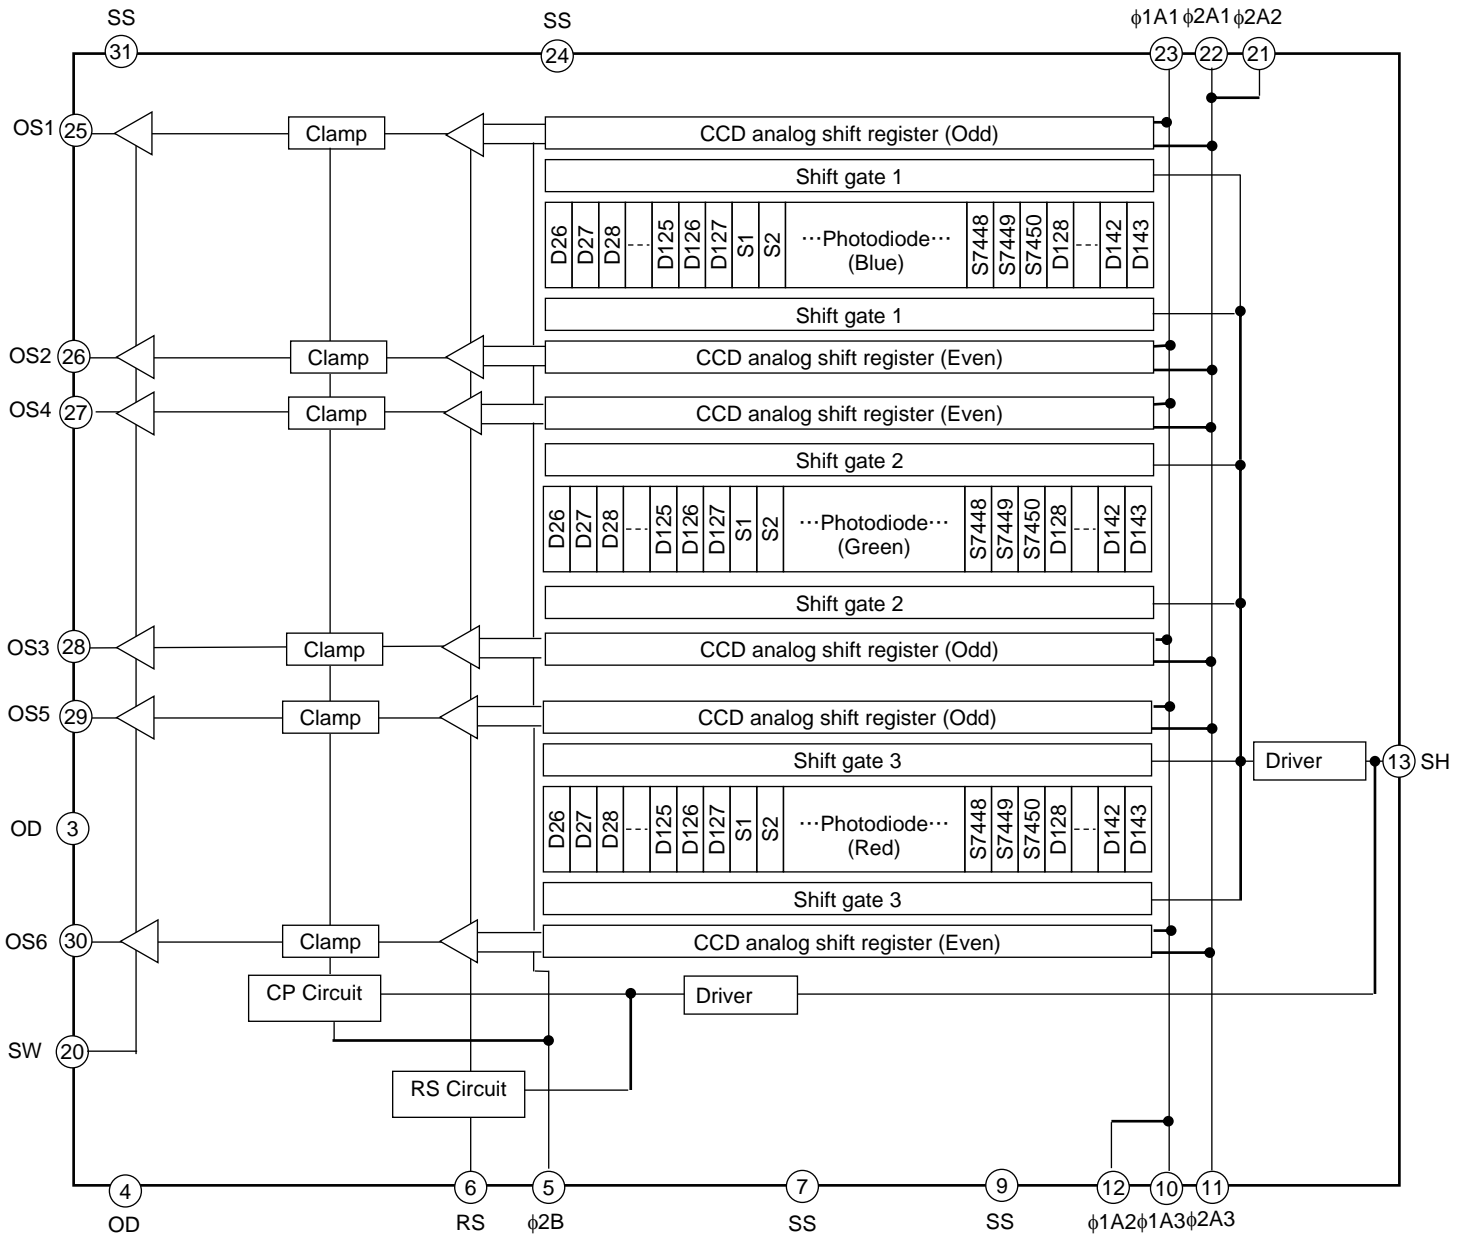 SS SS ϕ1A1 ϕ2A1 ϕ2A2
31 24 23 22 21
OS1 25 Clamp CCD analog shift register (Odd)
Shift gate 1
D26 D27 D28 ---- D125 D126 D127 S1 S2 ···Photodiode··· S7448 S7449 S7450 D128 ---- D142 D143
(Blue)
Shift gate 1
OS2 26 Clamp CCD analog shift register (Even)
OS4 27 Clamp CCD analog shift register (Even)
Shift gate 2
D26 D27 D28 ---- D125 D126 D127 S1 S2 ···Photodiode··· S7448 S7449 S7450 D128 ---- D142 D143
(Green)
Shift gate 2
OS3 28 Clamp CCD analog shift register (Odd)
OS5 29 Clamp CCD analog shift register (Odd)
Shift gate 3 Driver 13 SH
OD 3 D26 D27 D28 ---- D125 D126 D127 S1 S2 ···Photodiode··· S7448 S7449 S7450 D128 ---- D142 D143
(Red)
Shift gate 3
OS6 30 Clamp CCD analog shift register (Even)
CP Circuit Driver
SW 20
RS Circuit
4 6 5 7 9 12 10 11
OD RS ϕ2B SS SS ϕ1A2 ϕ1A3 ϕ2A3